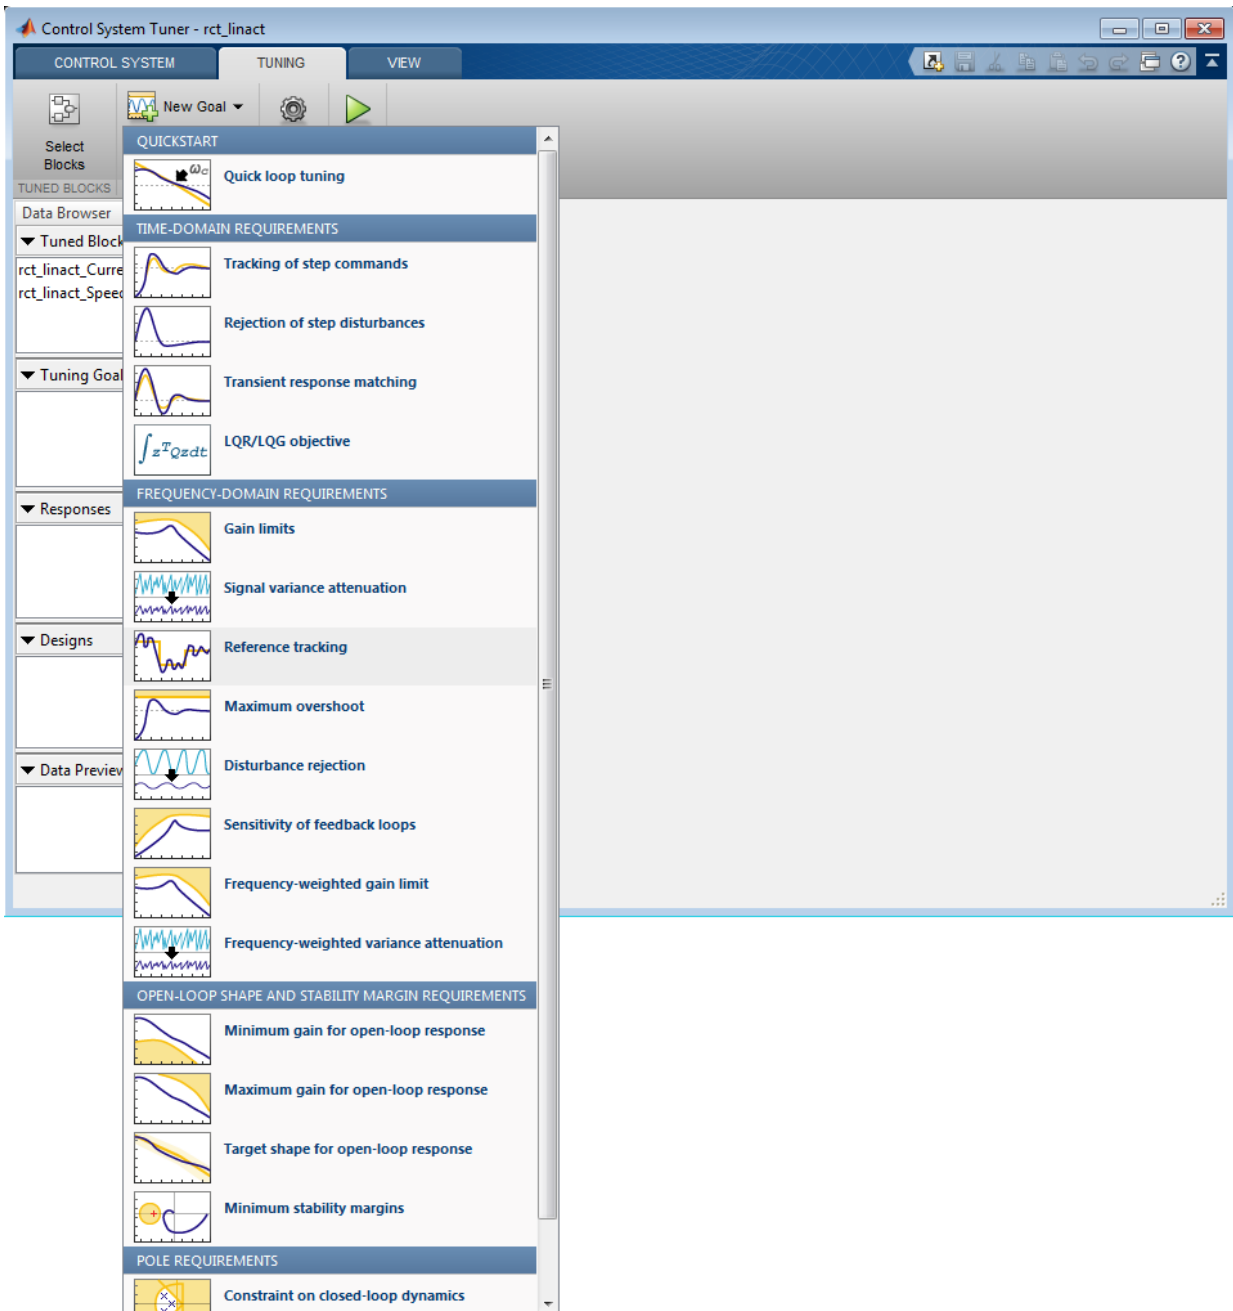 Control System Tuner - rct_linact
CONTROL SYSTEM
TUNING
VIEW
New Goal
Select
Blocks
TUNED BLOCKS
Data Browser
Tuned Block
rct_linact_Curre
rct_linact_Speed
Tuning Goal
Responses
Designs
Data Preview
QUICKSTART
ωc
Quick loop tuning
TIME-DOMAIN REQUIREMENTS
Tracking of step commands
Rejection of step disturbances
Transient response matching
∫zᵀQzdt
LQR/LQG objective
FREQUENCY-DOMAIN REQUIREMENTS
Gain limits
Signal variance attenuation
Reference tracking
Maximum overshoot
Disturbance rejection
Sensitivity of feedback loops
Frequency-weighted gain limit
Frequency-weighted variance attenuation
OPEN-LOOP SHAPE AND STABILITY MARGIN REQUIREMENTS
Minimum gain for open-loop response
Maximum gain for open-loop response
Target shape for open-loop response
Minimum stability margins
POLE REQUIREMENTS
Constraint on closed-loop dynamics